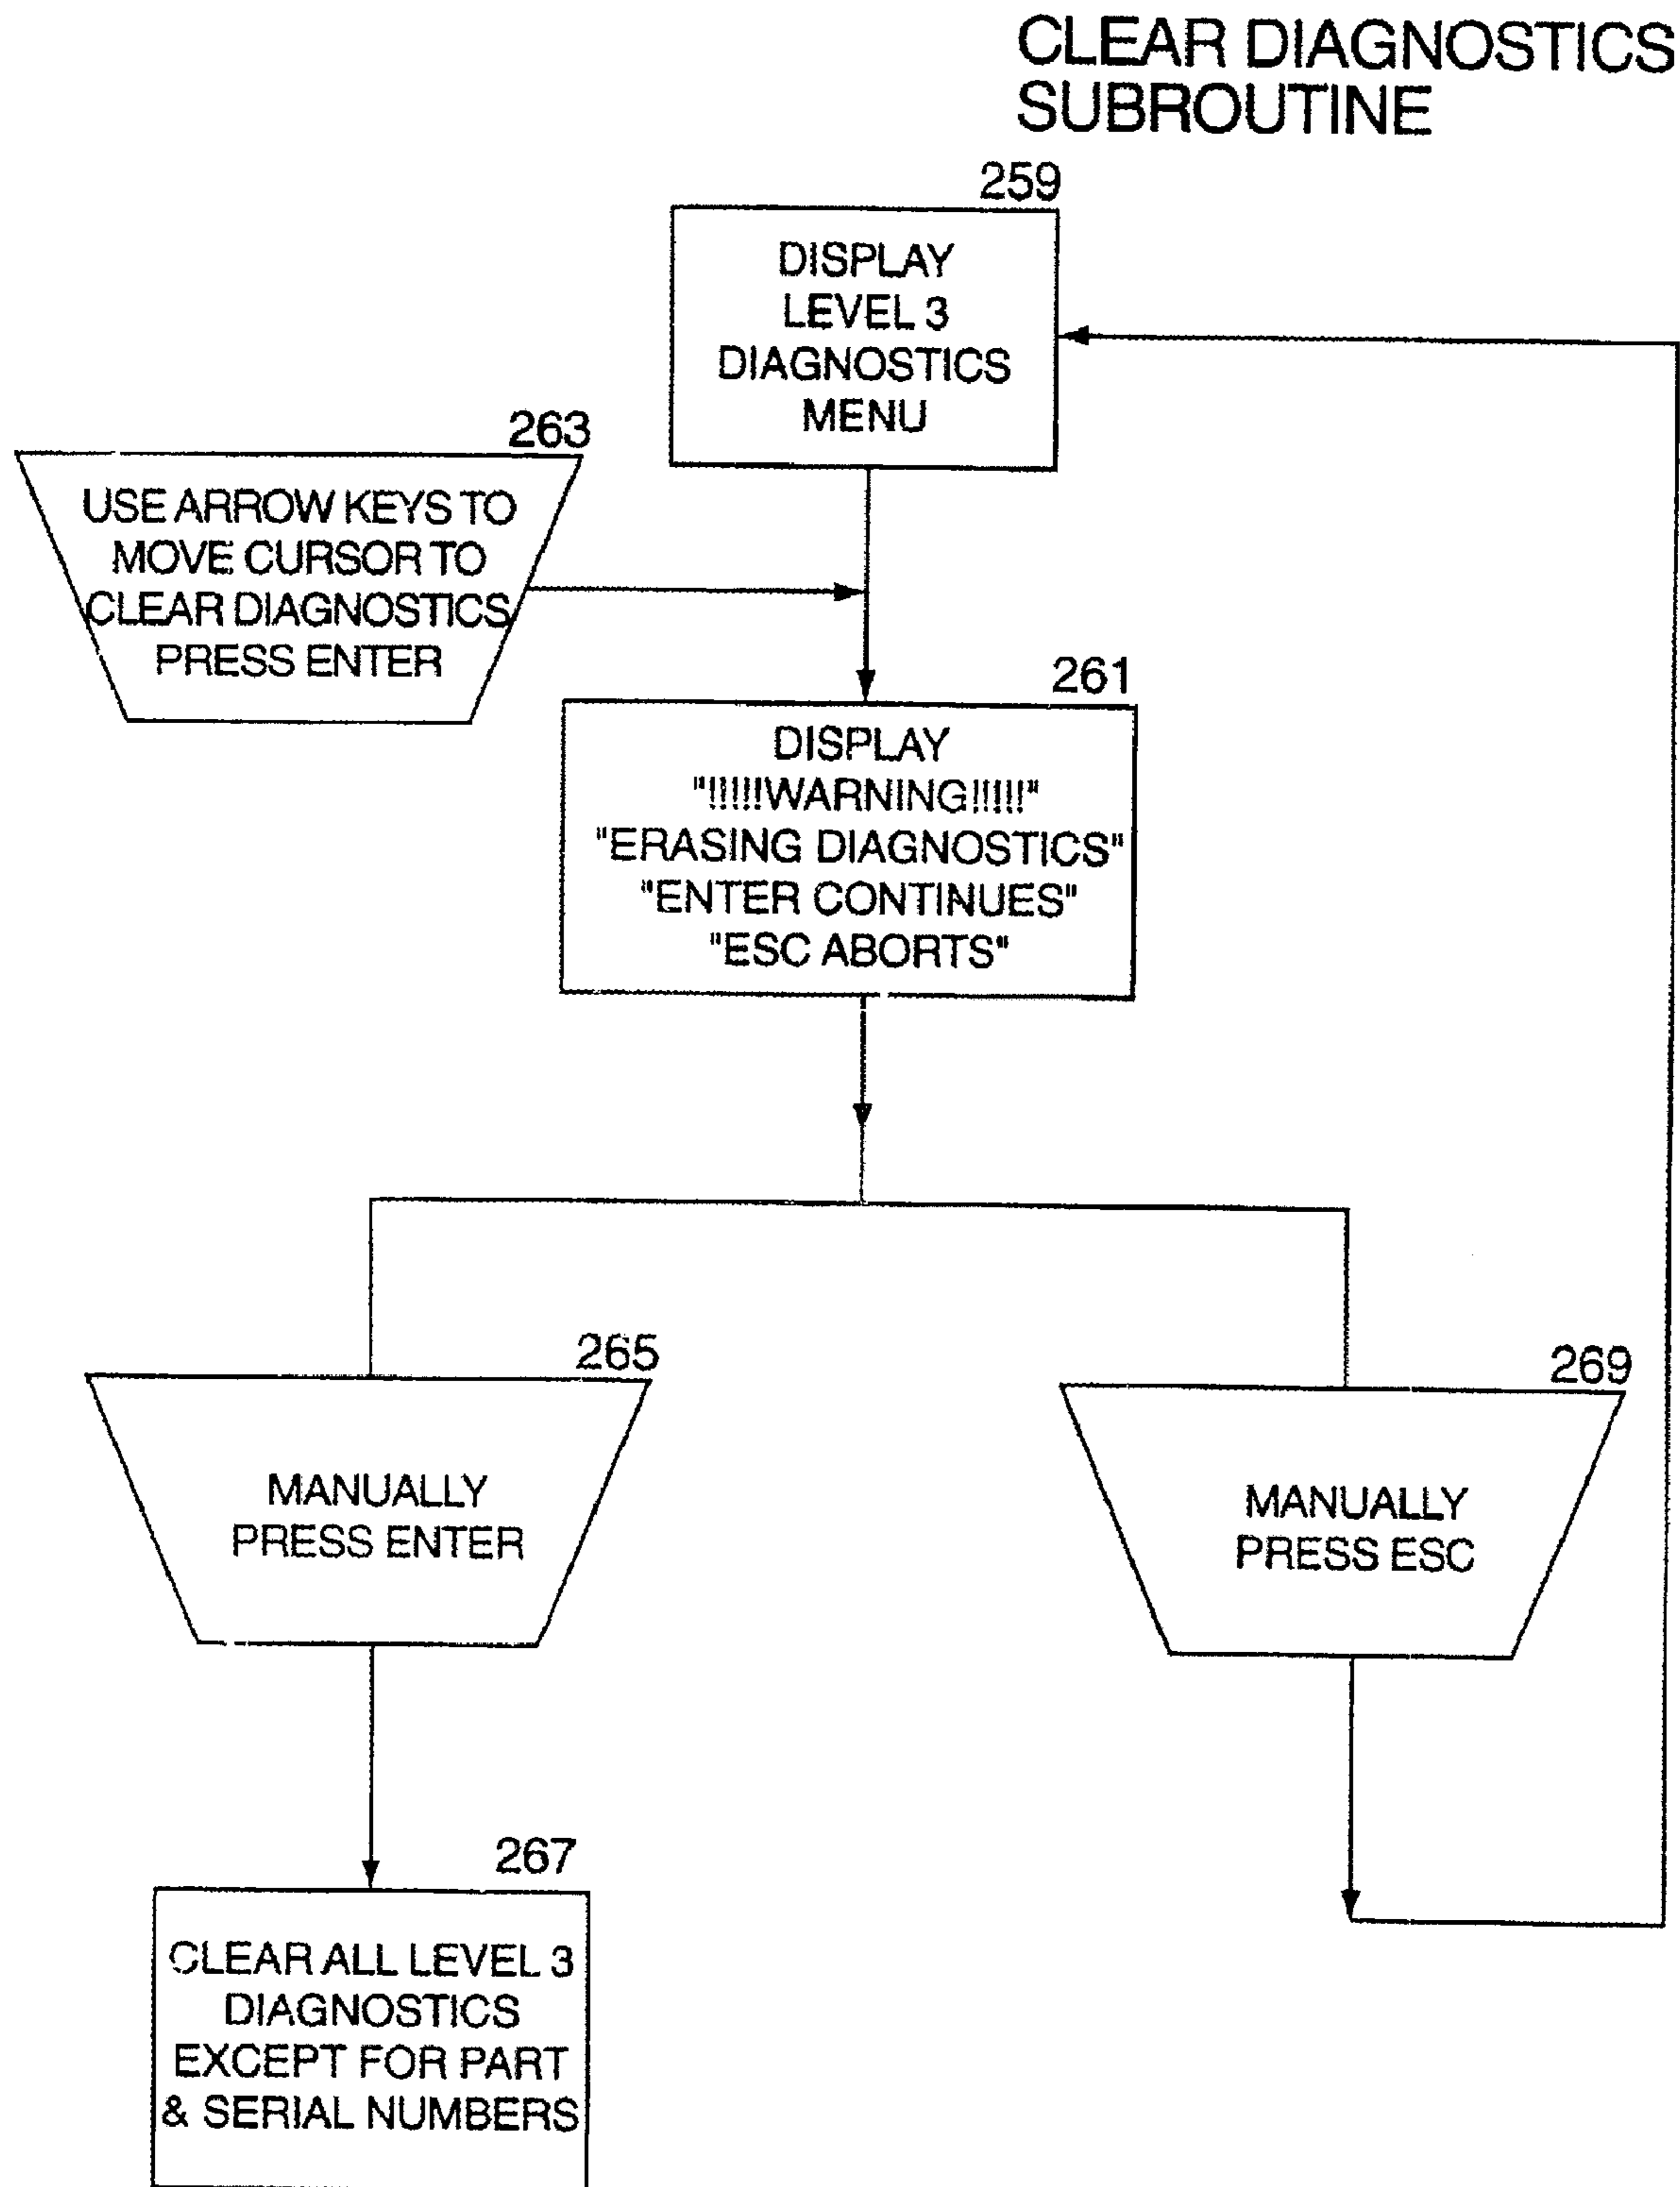 CLEAR DIAGNOSTICS
SUBROUTINE
259
DISPLAY
LEVEL 3
DIAGNOSTICS
MENU
263
USE ARROW KEYS TO
MOVE CURSOR TO
CLEAR DIAGNOSTICS
PRESS ENTER
261
DISPLAY
"!!!!!WARNING!!!!!"
"ERASING DIAGNOSTICS"
"ENTER CONTINUES"
"ESC ABORTS"
265
MANUALLY
PRESS ENTER
269
MANUALLY
PRESS ESC
267
CLEAR ALL LEVEL 3
DIAGNOSTICS
EXCEPT FOR PART
& SERIAL NUMBERS